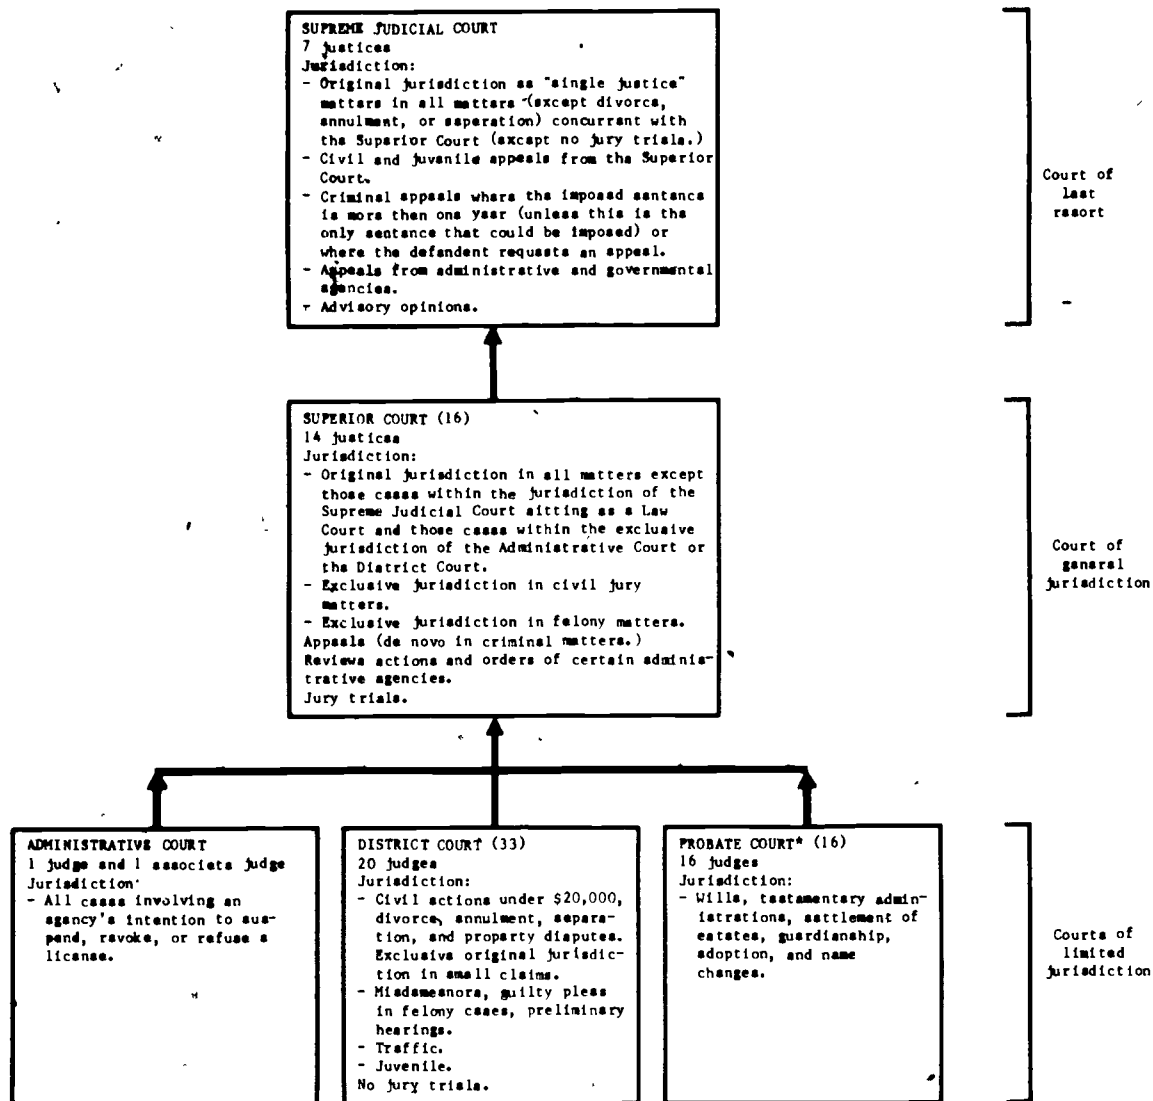 SUPREME JUDICIAL COURT
7 justices
Jurisdiction:
- Original jurisdiction as "single justice"
matters in all matters (except divorce,
annulment, or seperation) concurrent with
the Superior Court (except no jury trials.)
- Civil and juvenile appeals from the Superior
Court.
- Criminal appeals where the imposed sentence
is more then one year (unless this is the
only sentence that could be imposed) or
where the defendent requests an appeal.
- Appeals from administrative and governmental
agencies.
- Advisory opinions.
Court of
last
resort
SUPERIOR COURT (16)
14 justices
Jurisdiction:
- Original jurisdiction in all matters except
those cases within the jurisdiction of the
Supreme Judicial Court sitting as a Law
Court and those cases within the exclusive
jurisdiction of the Administrative Court or
the District Court.
- Exclusive jurisdiction in civil jury
matters.
- Exclusive jurisdiction in felony matters.
Appeals (de novo in criminal matters.)
Reviews actions and orders of certain adminis-
trative agencies.
Jury trials.
Court of
general
jurisdiction
ADMINISTRATIVE COURT
1 judge and 1 associate judge
Jurisdiction:
- All cases involving an
agency's intention to sus-
pend, revoke, or refuse a
license.
DISTRICT COURT (33)
20 judges
Jurisdiction:
- Civil actions under $20,000,
divorce, annulment, separa-
tion, and property disputes.
Exclusive original jurisdic-
tion in small claims.
- Misdemeanors, guilty pleas
in felony cases, preliminary
hearings.
- Traffic.
- Juvenile.
No jury trials.
PROBATE COURT* (16)
16 judges
Jurisdiction:
- Wills, testamentary admin-
istrations, settlement of
estates, guardianship,
adoption, and name
changes.
Courts of
limited
jurisdiction